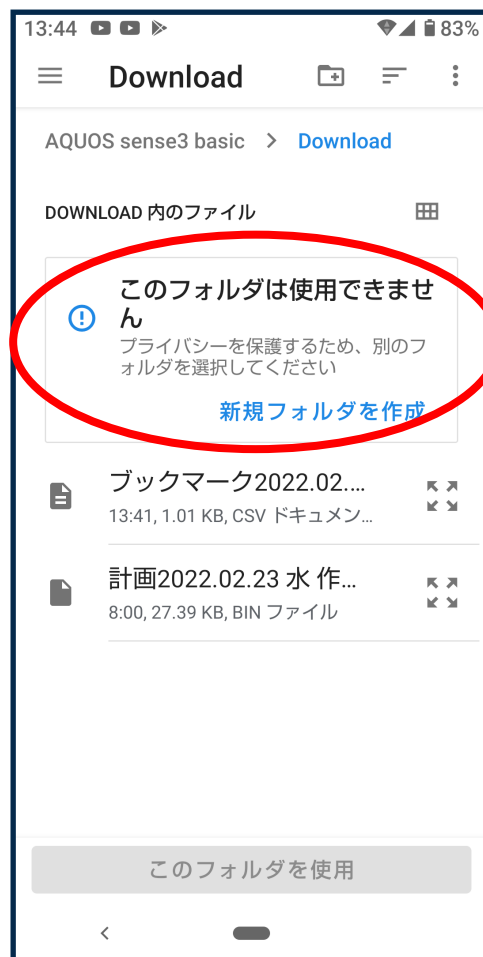 13:44 83%
Download
AQUOS sense3 basic > Download
DOWNLOAD 内のファイル
このフォルダは使用できませ
ん
プライバシーを保護するため、別のフ
ォルダを選択してください
新規フォルダを作成
ブックマーク2022.02.…
13:41, 1.01 KB, CSV ドキュメン…
計画2022.02.23 水 作…
8:00, 27.39 KB, BIN ファイル
このフォルダを使用